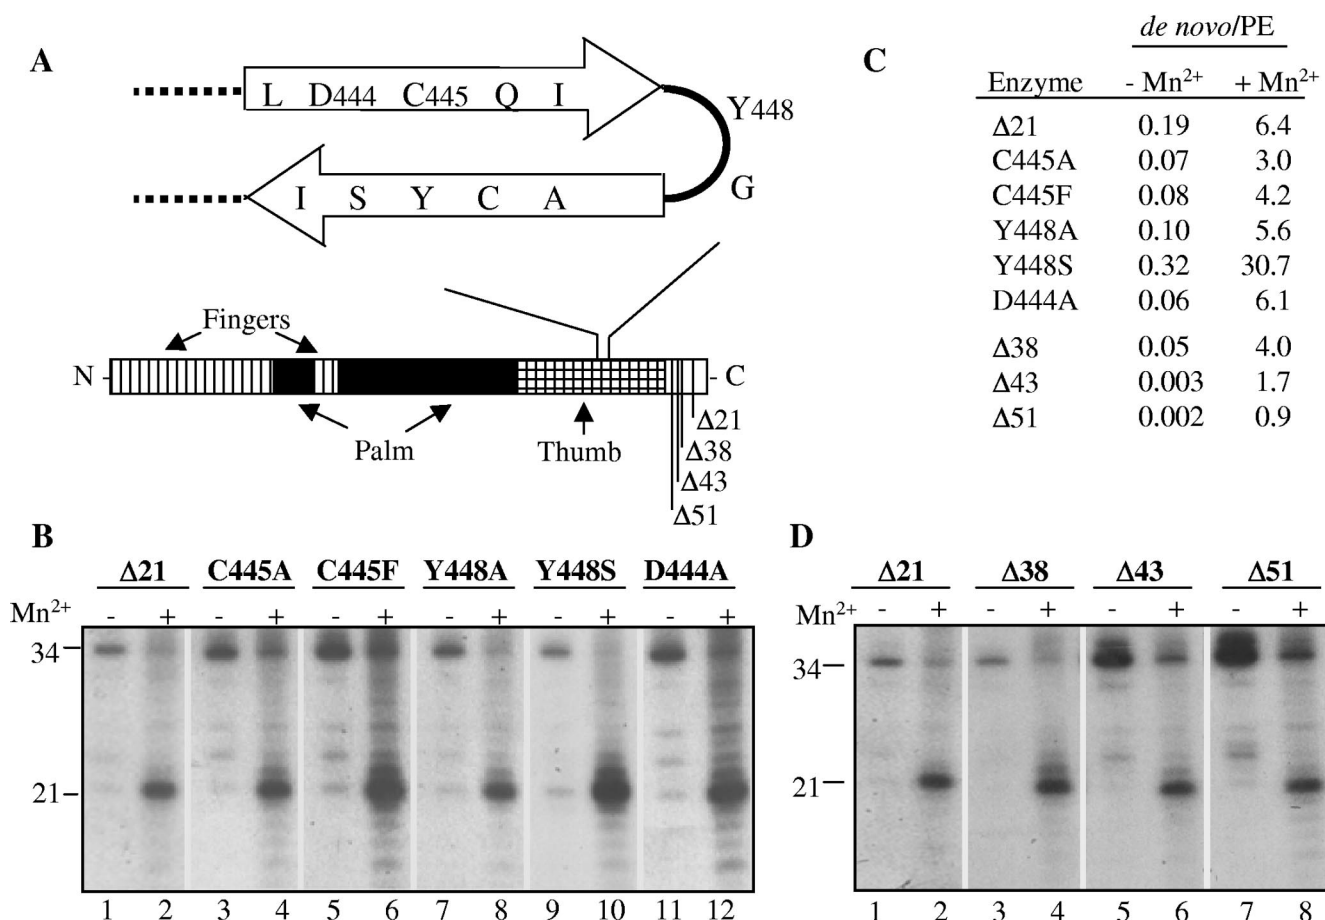 A
L D444 C445 Q I
Y448
G
I S Y C A
Fingers
N
C
Palm
Thumb
Δ21
Δ38
Δ43
Δ51
C
de novo/PE
Enzyme - Mn²⁺ + Mn²⁺
Δ21 0.19 6.4
C445A 0.07 3.0
C445F 0.08 4.2
Y448A 0.10 5.6
Y448S 0.32 30.7
D444A 0.06 6.1
Δ38 0.05 4.0
Δ43 0.003 1.7
Δ51 0.002 0.9
B
Δ21 C445A C445F Y448A Y448S D444A
Mn²⁺ - + - + - + - + - + - +
34
21
1 2 3 4 5 6 7 8 9 10 11 12
D
Δ21 Δ38 Δ43 Δ51
Mn²⁺ - + - + - + - +
34
21
1 2 3 4 5 6 7 8